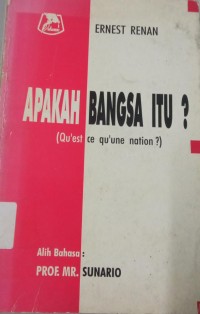 ERNEST RENAN
APAKAH BANGSA ITU ?
(Qu'est ce qu'une nation ?)
Alih Bahasa :
PROF. MR. SUNARIO